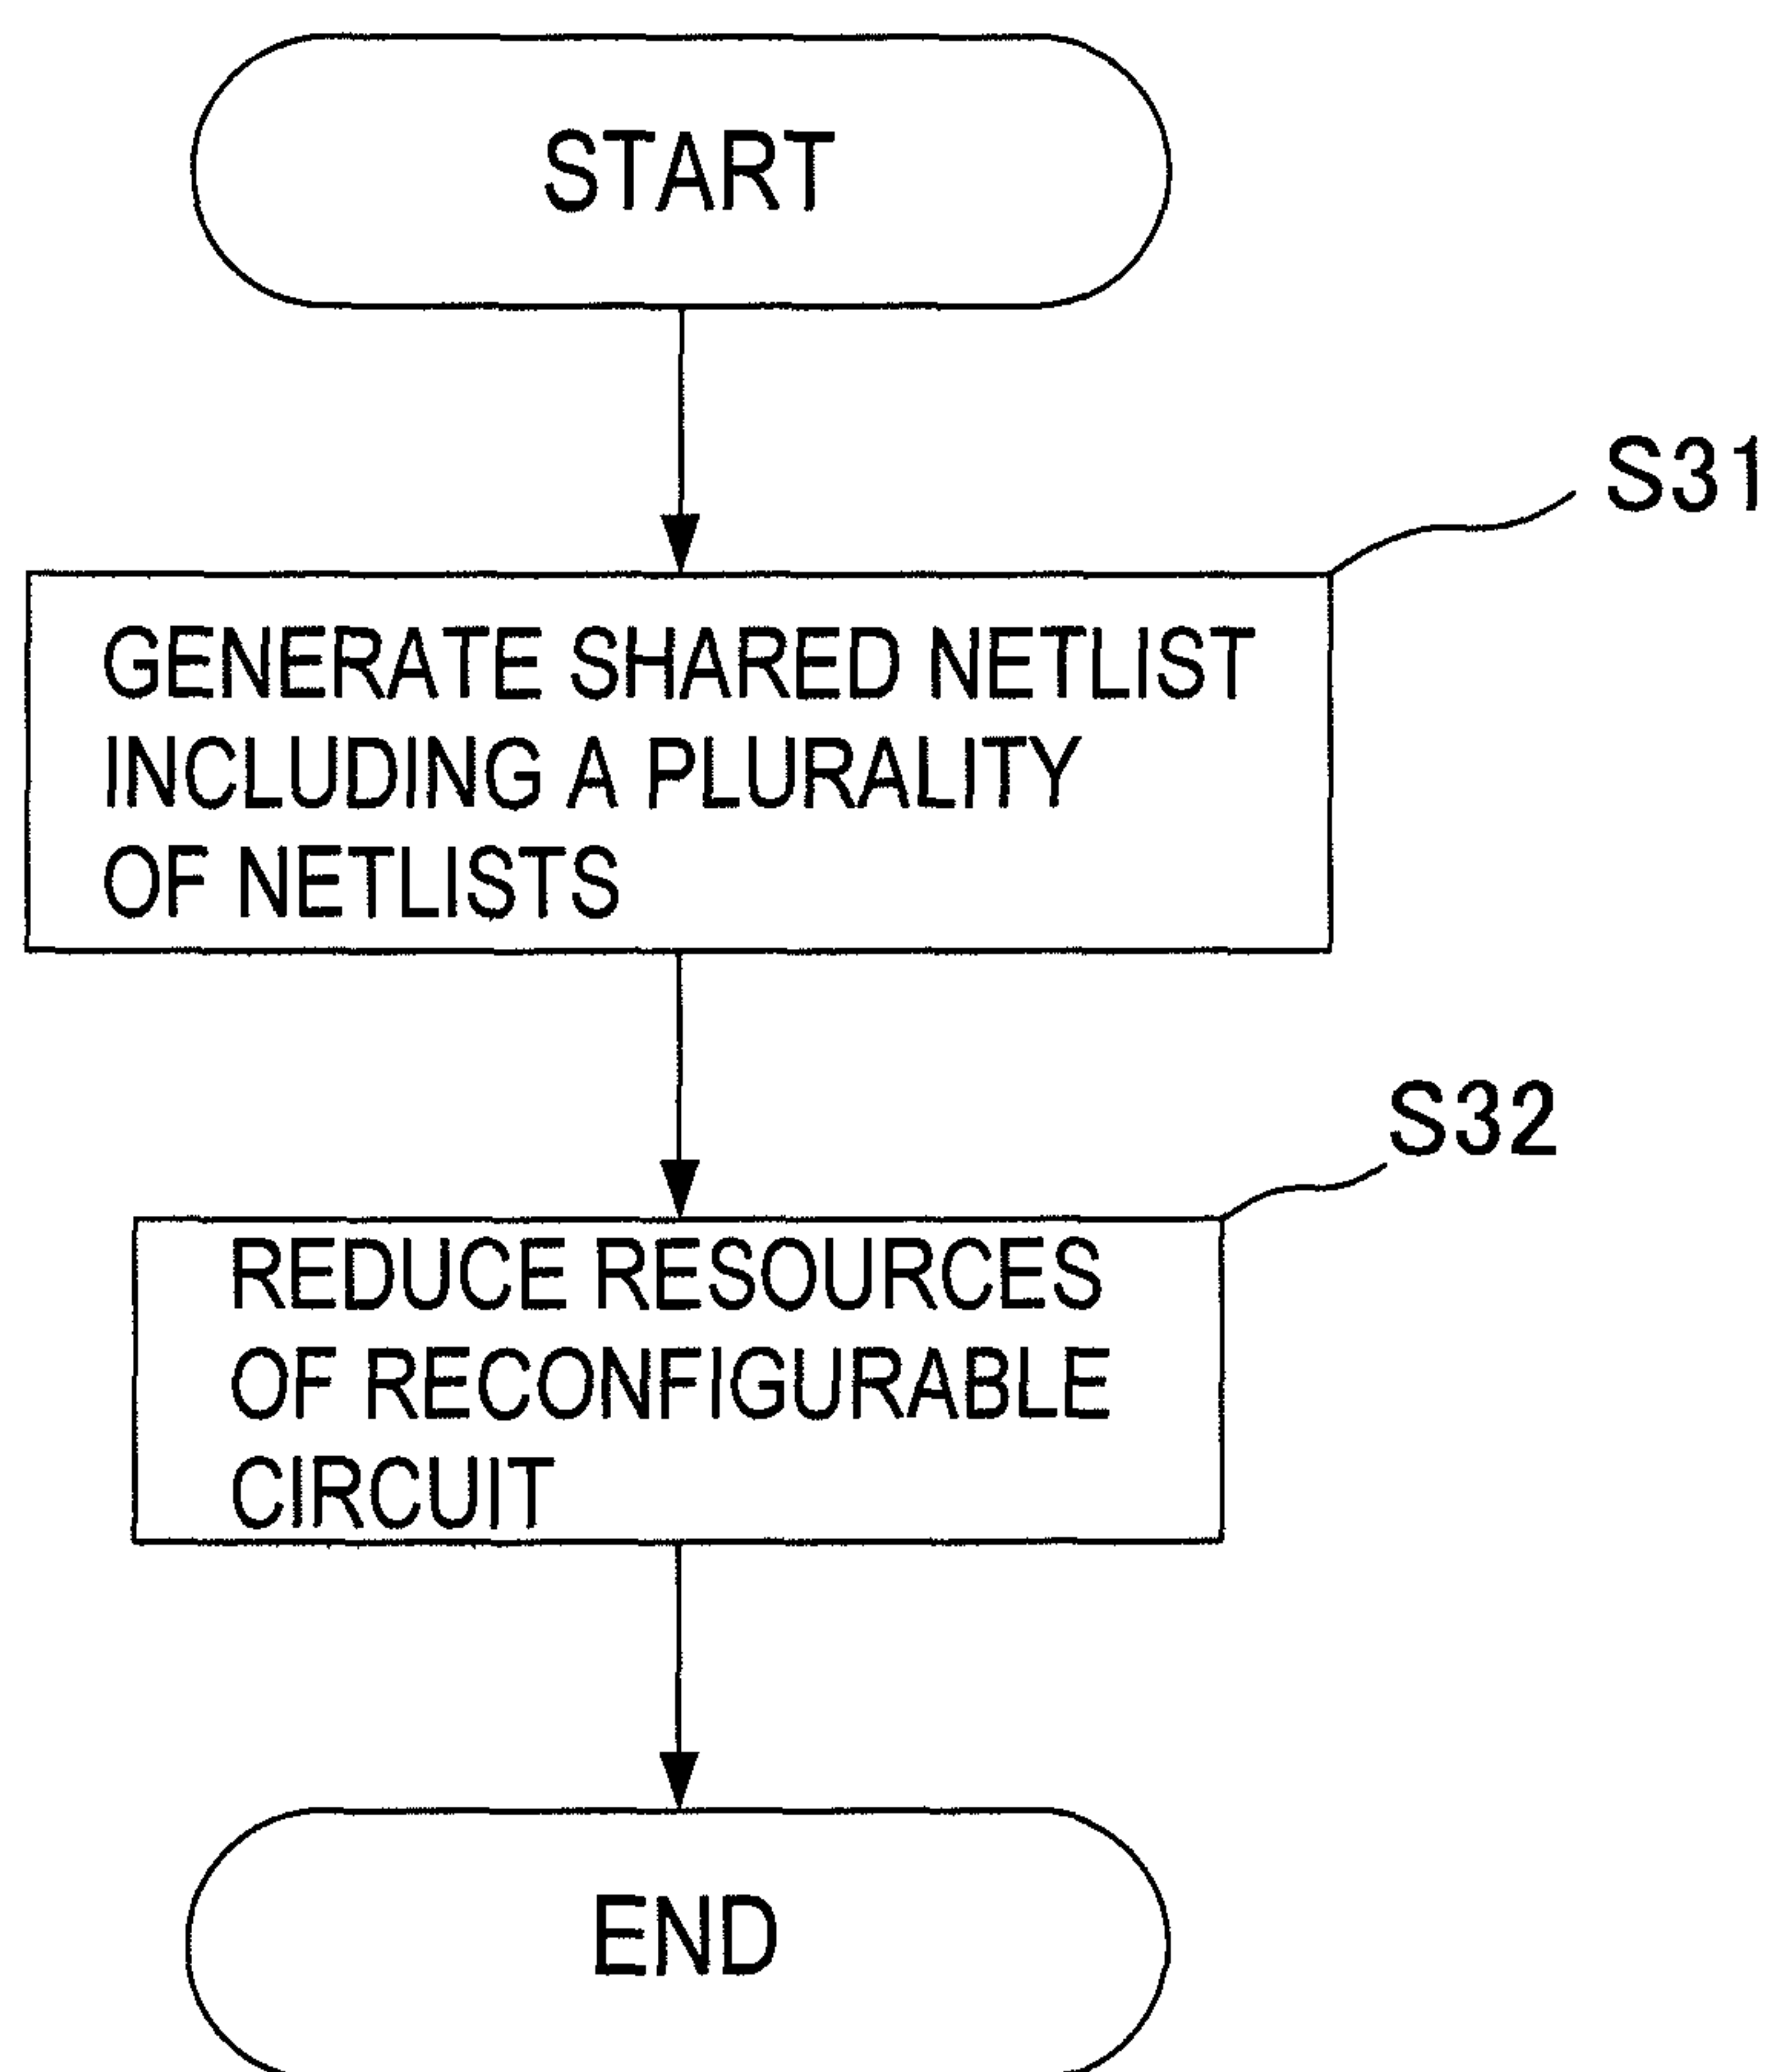 START
S31
GENERATE SHARED NETLIST
INCLUDING A PLURALITY
OF NETLISTS
S32
REDUCE RESOURCES
OF RECONFIGURABLE
CIRCUIT
END